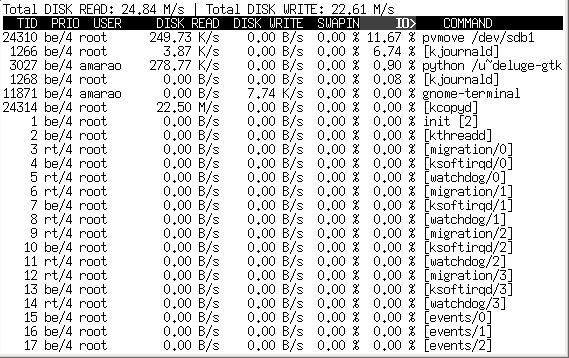 Total DISK READ: 24.84 M/s | Total DISK WRITE: 22.61 M/s
TID PRIO USER DISK READ DISK WRITE SWAPIN IO> COMMAND
24310 be/4 root 249.73 K/s 0.00 B/s 0.00 % 11.67 % pvmove /dev/sdb1
1266 be/4 root 3.87 K/s 0.00 B/s 0.00 % 6.74 % [kjournald]
3027 be/4 amarao 278.77 K/s 0.00 B/s 0.00 % 0.90 % python /u~deluge-gtk
1268 be/4 root 0.00 B/s 0.00 B/s 0.00 % 0.08 % [kjournald]
11871 be/4 amarao 0.00 B/s 7.74 K/s 0.00 % 0.00 % gnome-terminal
24314 be/4 root 22.50 M/s 0.00 B/s 0.00 % 0.00 % [kcopyd]
1 be/4 root 0.00 B/s 0.00 B/s 0.00 % 0.00 % init [2]
2 be/4 root 0.00 B/s 0.00 B/s 0.00 % 0.00 % [kthreadd]
3 rt/4 root 0.00 B/s 0.00 B/s 0.00 % 0.00 % [migration/0]
4 be/4 root 0.00 B/s 0.00 B/s 0.00 % 0.00 % [ksoftirqd/0]
5 rt/4 root 0.00 B/s 0.00 B/s 0.00 % 0.00 % [watchdog/0]
6 rt/4 root 0.00 B/s 0.00 B/s 0.00 % 0.00 % [migration/1]
7 be/4 root 0.00 B/s 0.00 B/s 0.00 % 0.00 % [ksoftirqd/1]
8 rt/4 root 0.00 B/s 0.00 B/s 0.00 % 0.00 % [watchdog/1]
9 rt/4 root 0.00 B/s 0.00 B/s 0.00 % 0.00 % [migration/2]
10 be/4 root 0.00 B/s 0.00 B/s 0.00 % 0.00 % [ksoftirqd/2]
11 rt/4 root 0.00 B/s 0.00 B/s 0.00 % 0.00 % [watchdog/2]
12 rt/4 root 0.00 B/s 0.00 B/s 0.00 % 0.00 % [migration/3]
13 be/4 root 0.00 B/s 0.00 B/s 0.00 % 0.00 % [ksoftirqd/3]
14 rt/4 root 0.00 B/s 0.00 B/s 0.00 % 0.00 % [watchdog/3]
15 be/4 root 0.00 B/s 0.00 B/s 0.00 % 0.00 % [events/0]
16 be/4 root 0.00 B/s 0.00 B/s 0.00 % 0.00 % [events/1]
17 be/4 root 0.00 B/s 0.00 B/s 0.00 % 0.00 % [events/2]